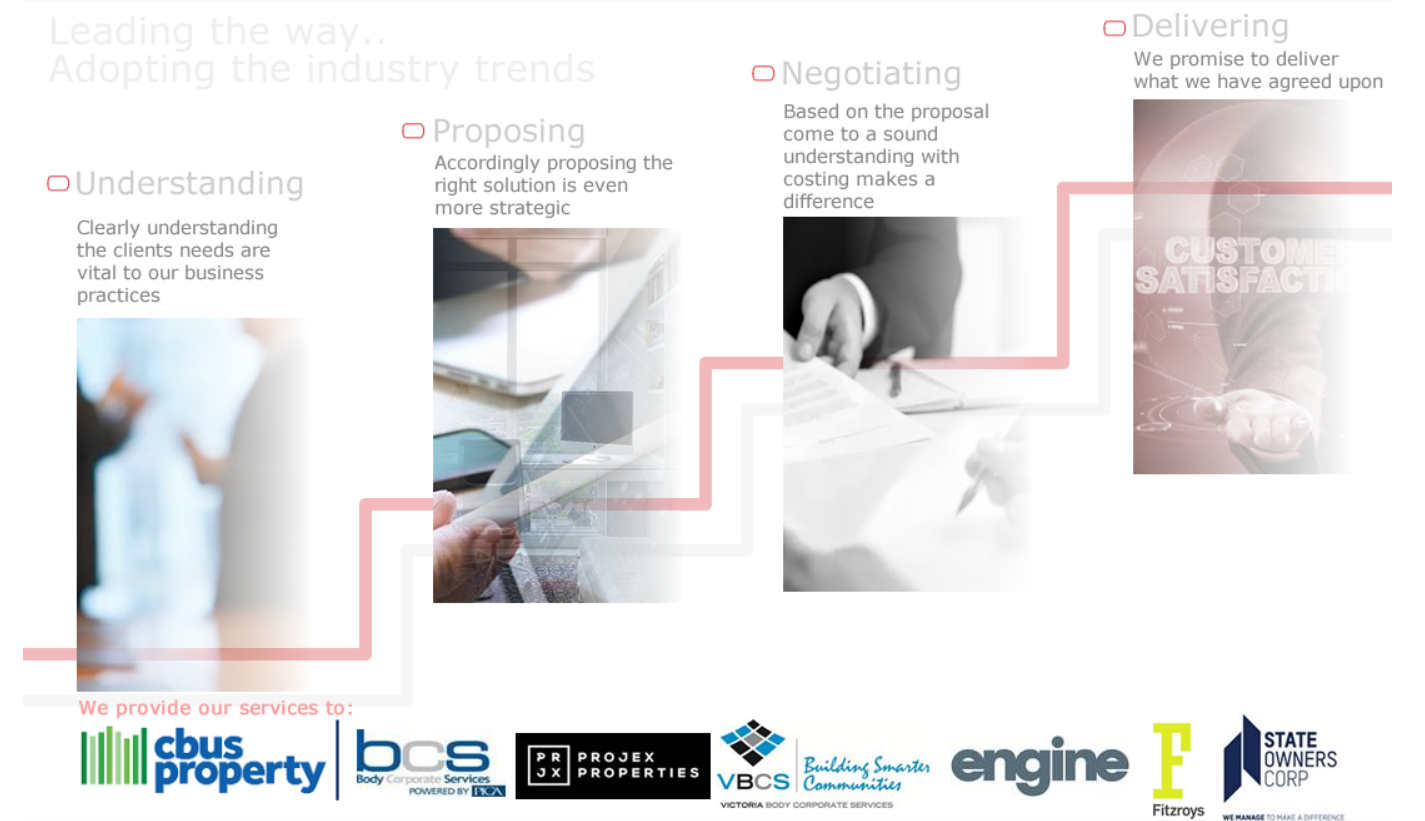 Leading the way..
Adopting the industry trends
Understanding
Clearly understanding
the clients needs are
vital to our business
practices
Proposing
Accordingly proposing the
right solution is even
more strategic
Negotiating
Based on the proposal
come to a sound
understanding with
costing makes a
difference
Delivering
We promise to deliver
what we have agreed upon
CUSTOMER
SATISFACTI
We provide our services to:
cbus
property
bcs
Body Corporate Services
POWERED BY PICA
PR
JX
PROJEX
PROPERTIES
VBCS
Building Smarter
Communities
VICTORIA BODY CORPORATE SERVICES
engine
F
Fitzroys
STATE
OWNERS
CORP
WE MANAGE TO MAKE A DIFFERENCE